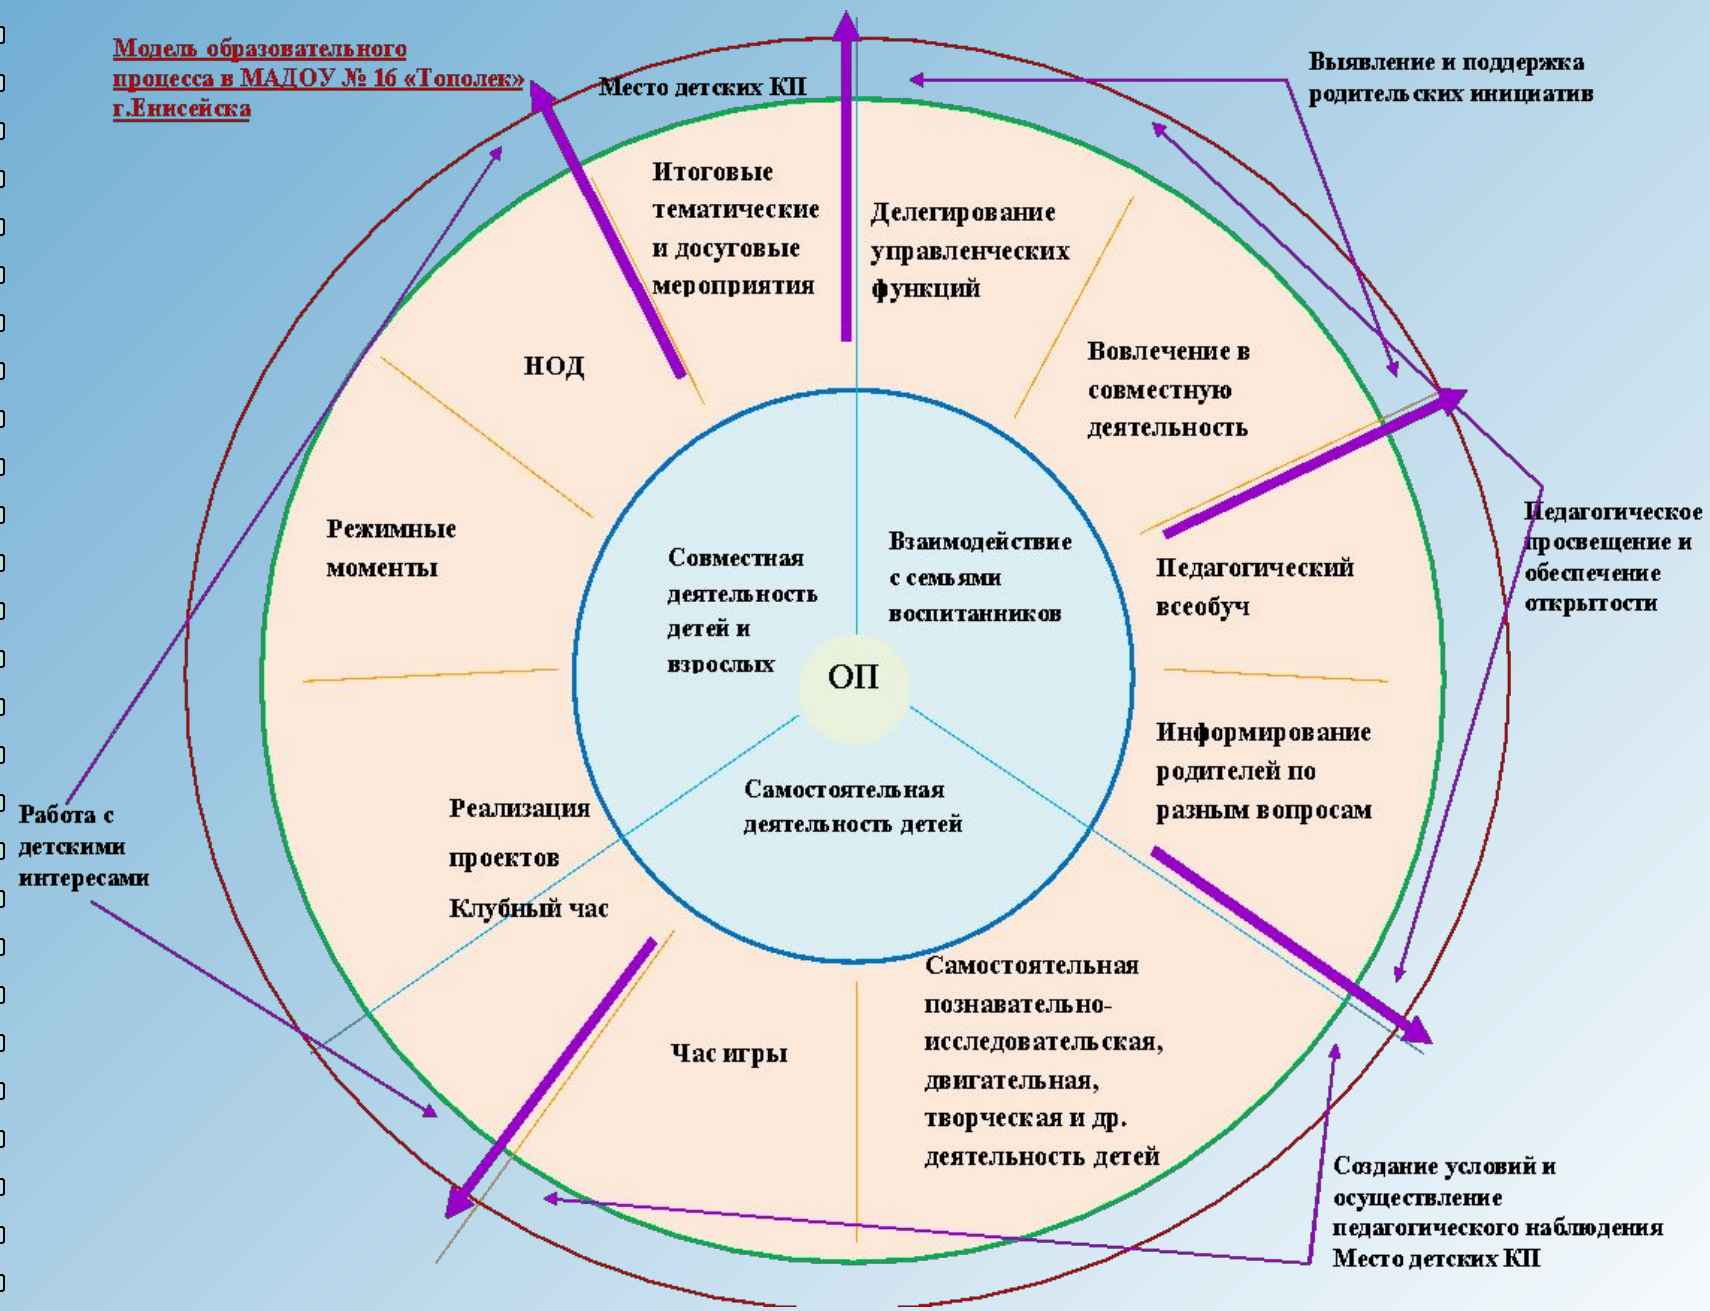 Модель образовательного
процесса в МАДОУ № 16 «Тополек»
г.Енисейска
Место детских КП
Выявление и поддержка
родительских инициатив
Итоговые
тематические
и досуговые
мероприятия
Делегирование
управленческих
функций
НОД
Вовлечение в
совместную
деятельность
Режимные
моменты
Совместная
деятельность
детей и
взрослых
Взаимодействие
с семьями
воспитанников
Педагогический
всеобуч
Педагогическое
просвещение и
обеспечение
открытости
ОП
Информирование
родителей по
разным вопросам
Самостоятельная
деятельность детей
Реализация
проектов
Клубный час
Работа с
детскими
интересами
Час игры
Самостоятельная
познавательно-
исследовательская,
двигательная,
творческая и др.
деятельность детей
Создание условий и
осуществление
педагогического наблюдения
Место детских КП